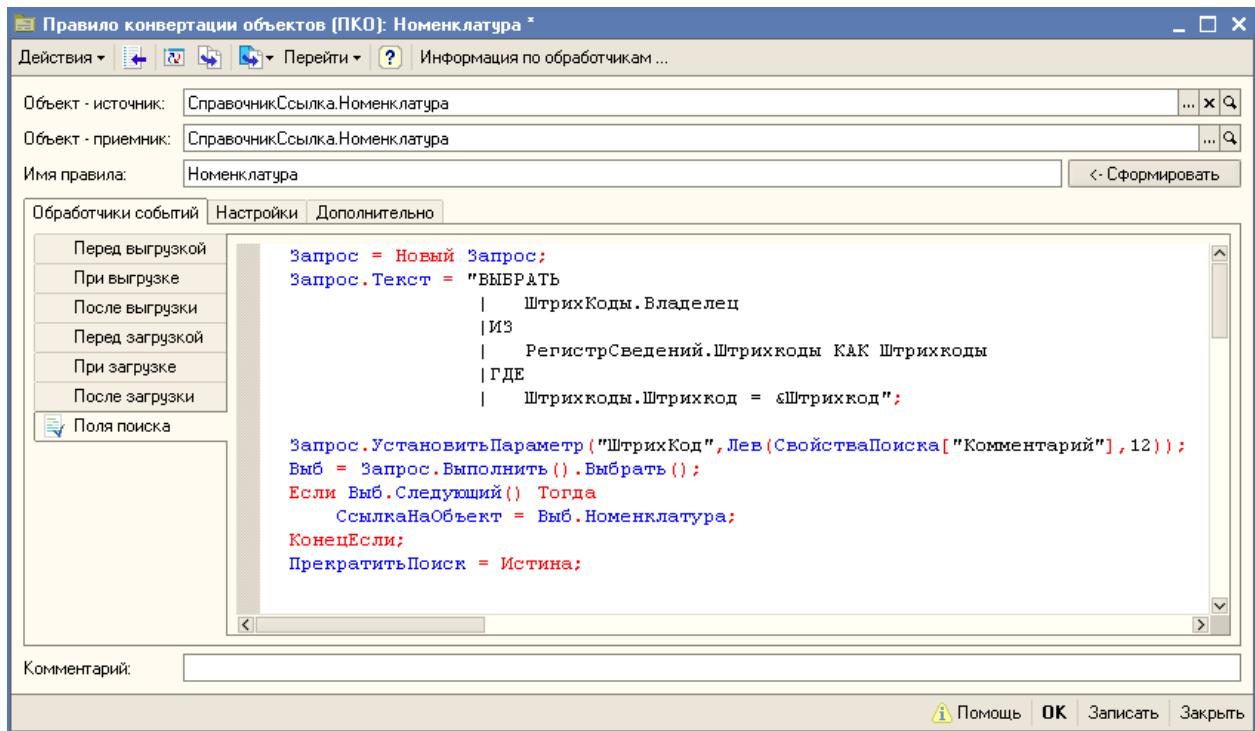 Правило конвертации объектов (ПКО): Номенклатура *
Действия Перейти ? Информация по обработчикам ...
Объект - источник: СправочникСсылка.Номенклатура ... x
Объект - приемник: СправочникСсылка.Номенклатура ...
Имя правила: Номенклатура <- Сформировать
Обработчики событий Настройки Дополнительно
Перед выгрузкой
При выгрузке
После выгрузки
Перед загрузкой
При загрузке
После загрузки
Поля поиска
Запрос = Новый Запрос;
Запрос.Текст = "ВЫБРАТЬ
| ШтрихКоды.Владелец
|ИЗ
| РегистрСведений.Штрихкоды КАК Штрихкоды
|ГДЕ
| Штрихкоды.Штрихкод = &Штрихкод";
Запрос.УстановитьПараметр("ШтрихКод",Лев(СвойстваПоиска["Комментарий"],12));
Выб = Запрос.Выполнить().Выбрать();
Если Выб.Следующий() Тогда
СсылкаНаОбъект = Выб.Номенклатура;
КонецЕсли;
ПрекратитьПоиск = Истина;
Комментарий:
Помощь ОК Записать Закрыть